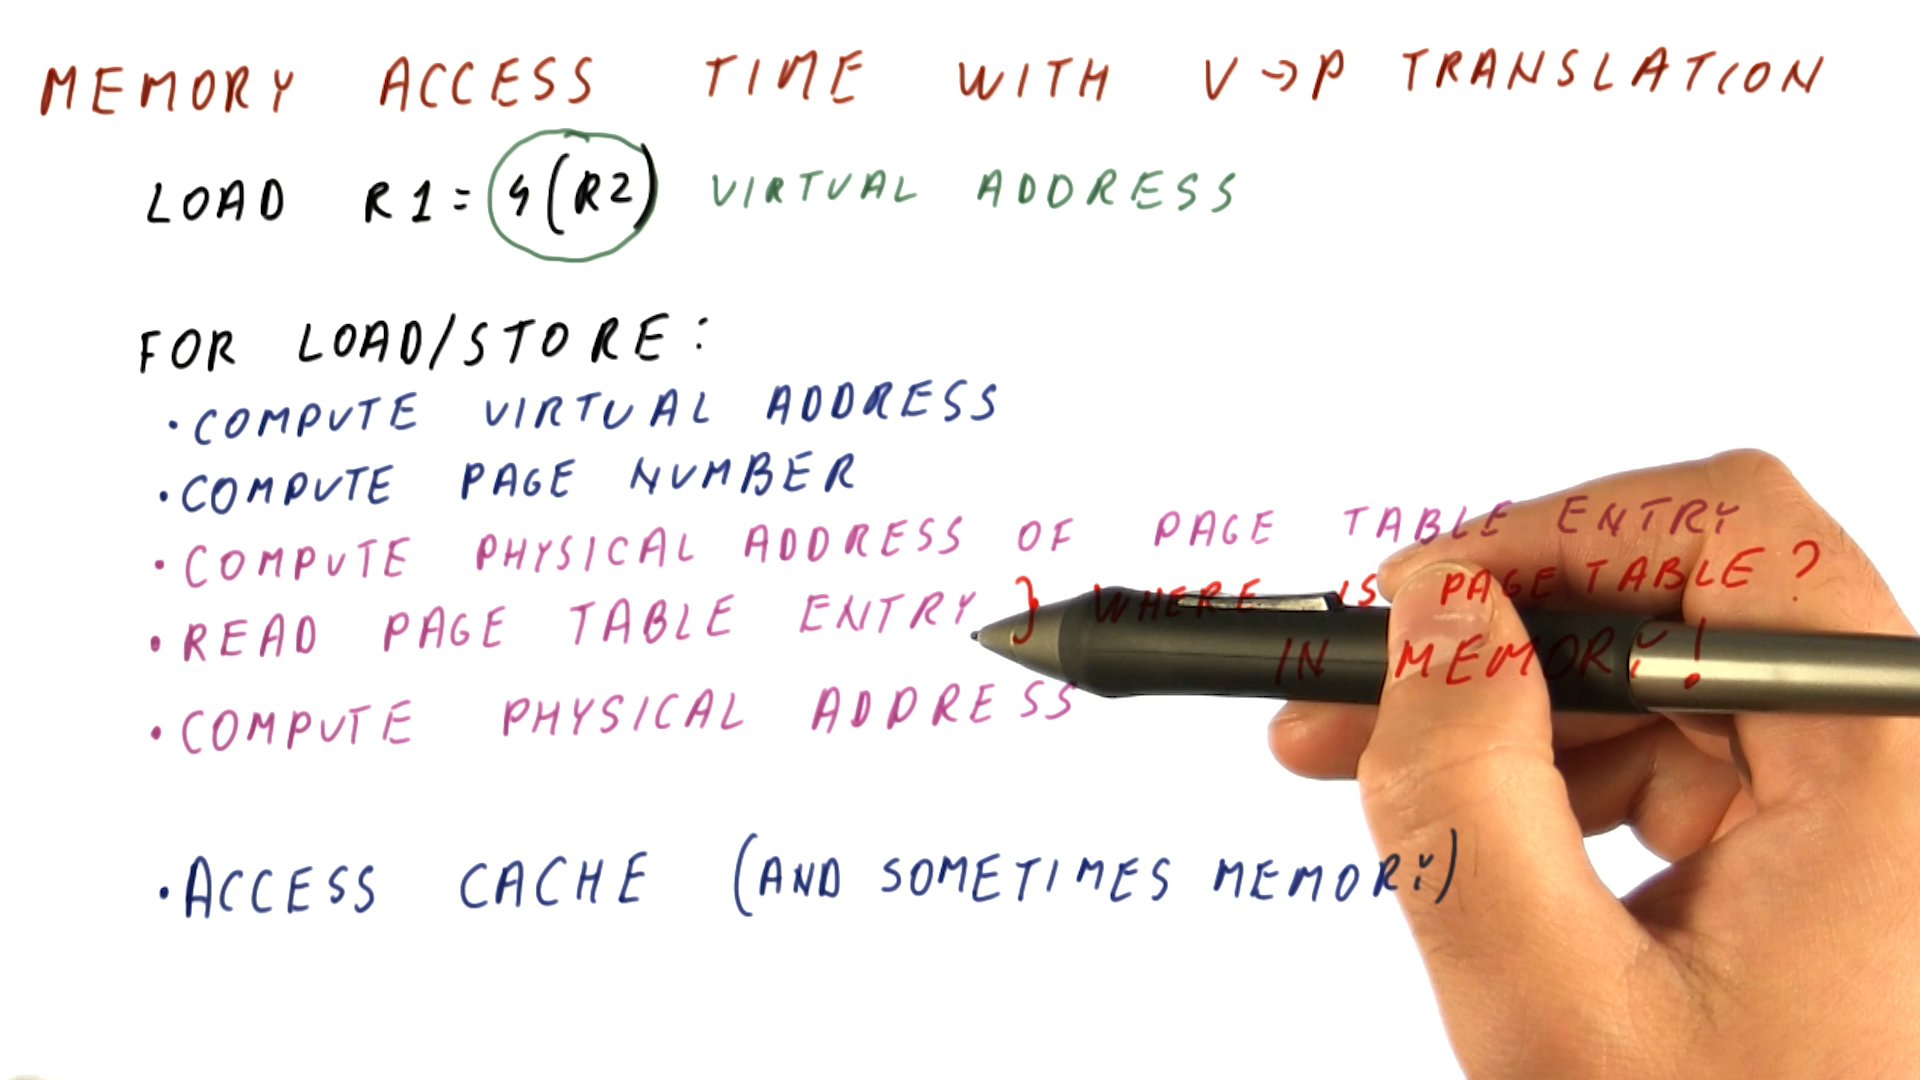 MEMORY ACCESS TIME WITH V→P TRANSLATION
LOAD R1 = 4(R2) VIRTUAL ADDRESS
FOR LOAD/STORE:
• COMPUTE VIRTUAL ADDRESS
• COMPUTE PAGE NUMBER
• COMPUTE PHYSICAL ADDRESS OF PAGE TABLE ENTRY
• READ PAGE TABLE ENTRY } WHERE IS PAGE TABLE?
IN MEMORY!
• COMPUTE PHYSICAL ADDRESS
• ACCESS CACHE (AND SOMETIMES MEMORY)